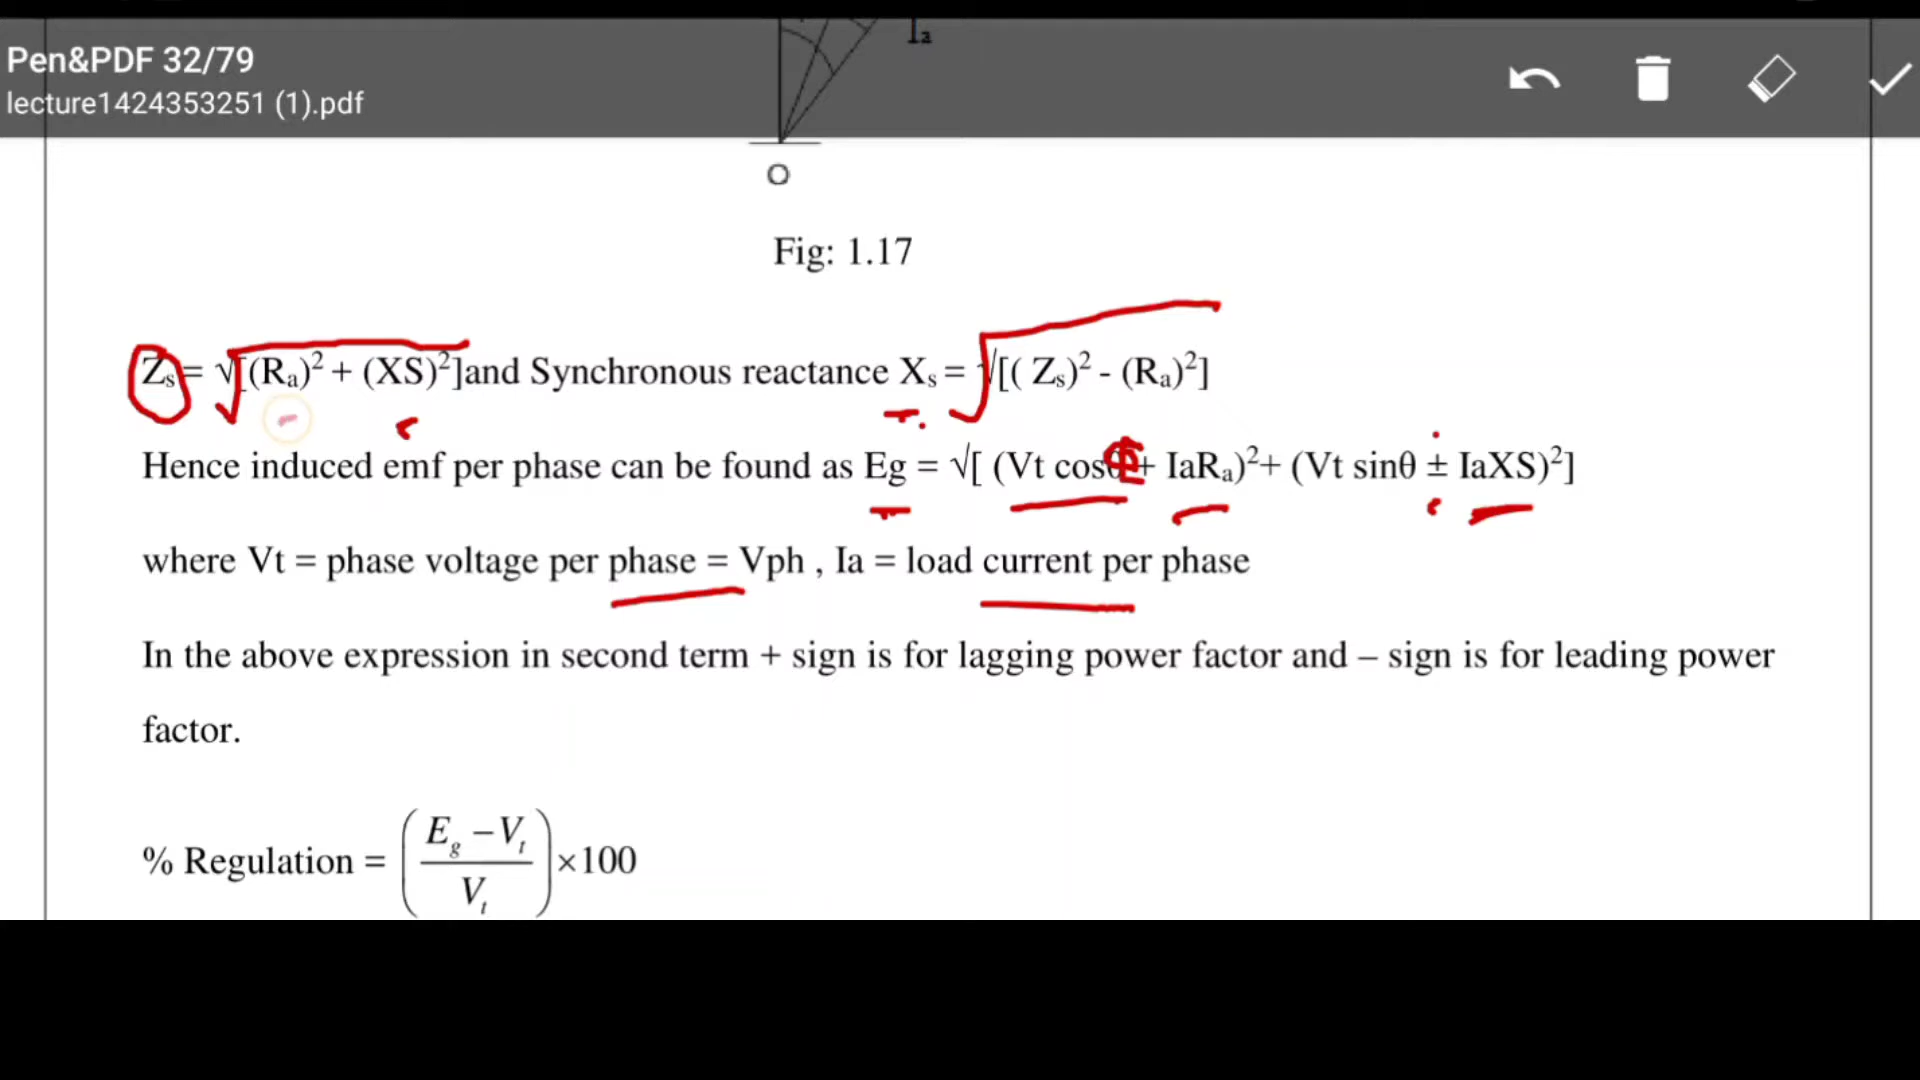 Ia
Pen&PDF 32/79
lecture1424353251 (1).pdf
O
Fig: 1.17
Zs = √[(Ra)² + (XS)²]and Synchronous reactance Xs = √[( Zs)² - (Ra)²]
Hence induced emf per phase can be found as Eg = √[ (Vt cosΦ + IaRa)²+ (Vt sinθ ± IaXS)²]
where Vt = phase voltage per phase = Vph , Ia = load current per phase
In the above expression in second term + sign is for lagging power factor and – sign is for leading power
factor.
% Regulation = (Eg − Vt / Vt) ×100